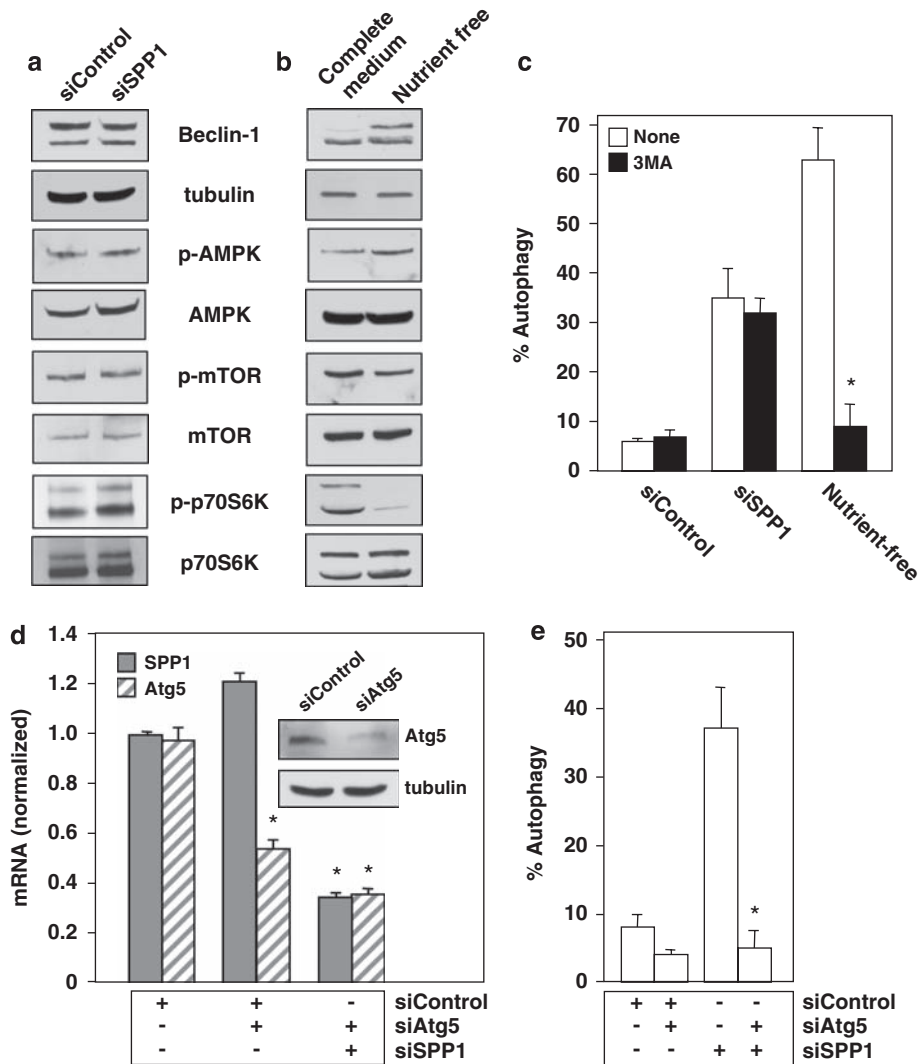 a
siControl
siSPP1
Beclin-1
tubulin
p-AMPK
AMPK
p-mTOR
mTOR
p-p70S6K
p70S6K
b
Complete
medium
Nutrient free
c
70
60
50
40
30
20
10
0
% Autophagy
None
3MA
*
siControl
siSPP1
Nutrient-free
d
1.4
1.2
1.0
0.8
0.6
0.4
0.2
0
mRNA (normalized)
SPP1
Atg5
siControl
siAtg5
Atg5
tubulin
*
* *
+ + - siControl
- + + siAtg5
- - + siSPP1
e
50
40
30
20
10
0
% Autophagy
*
+ + - - siControl
- + - + siAtg5
- - + + siSPP1